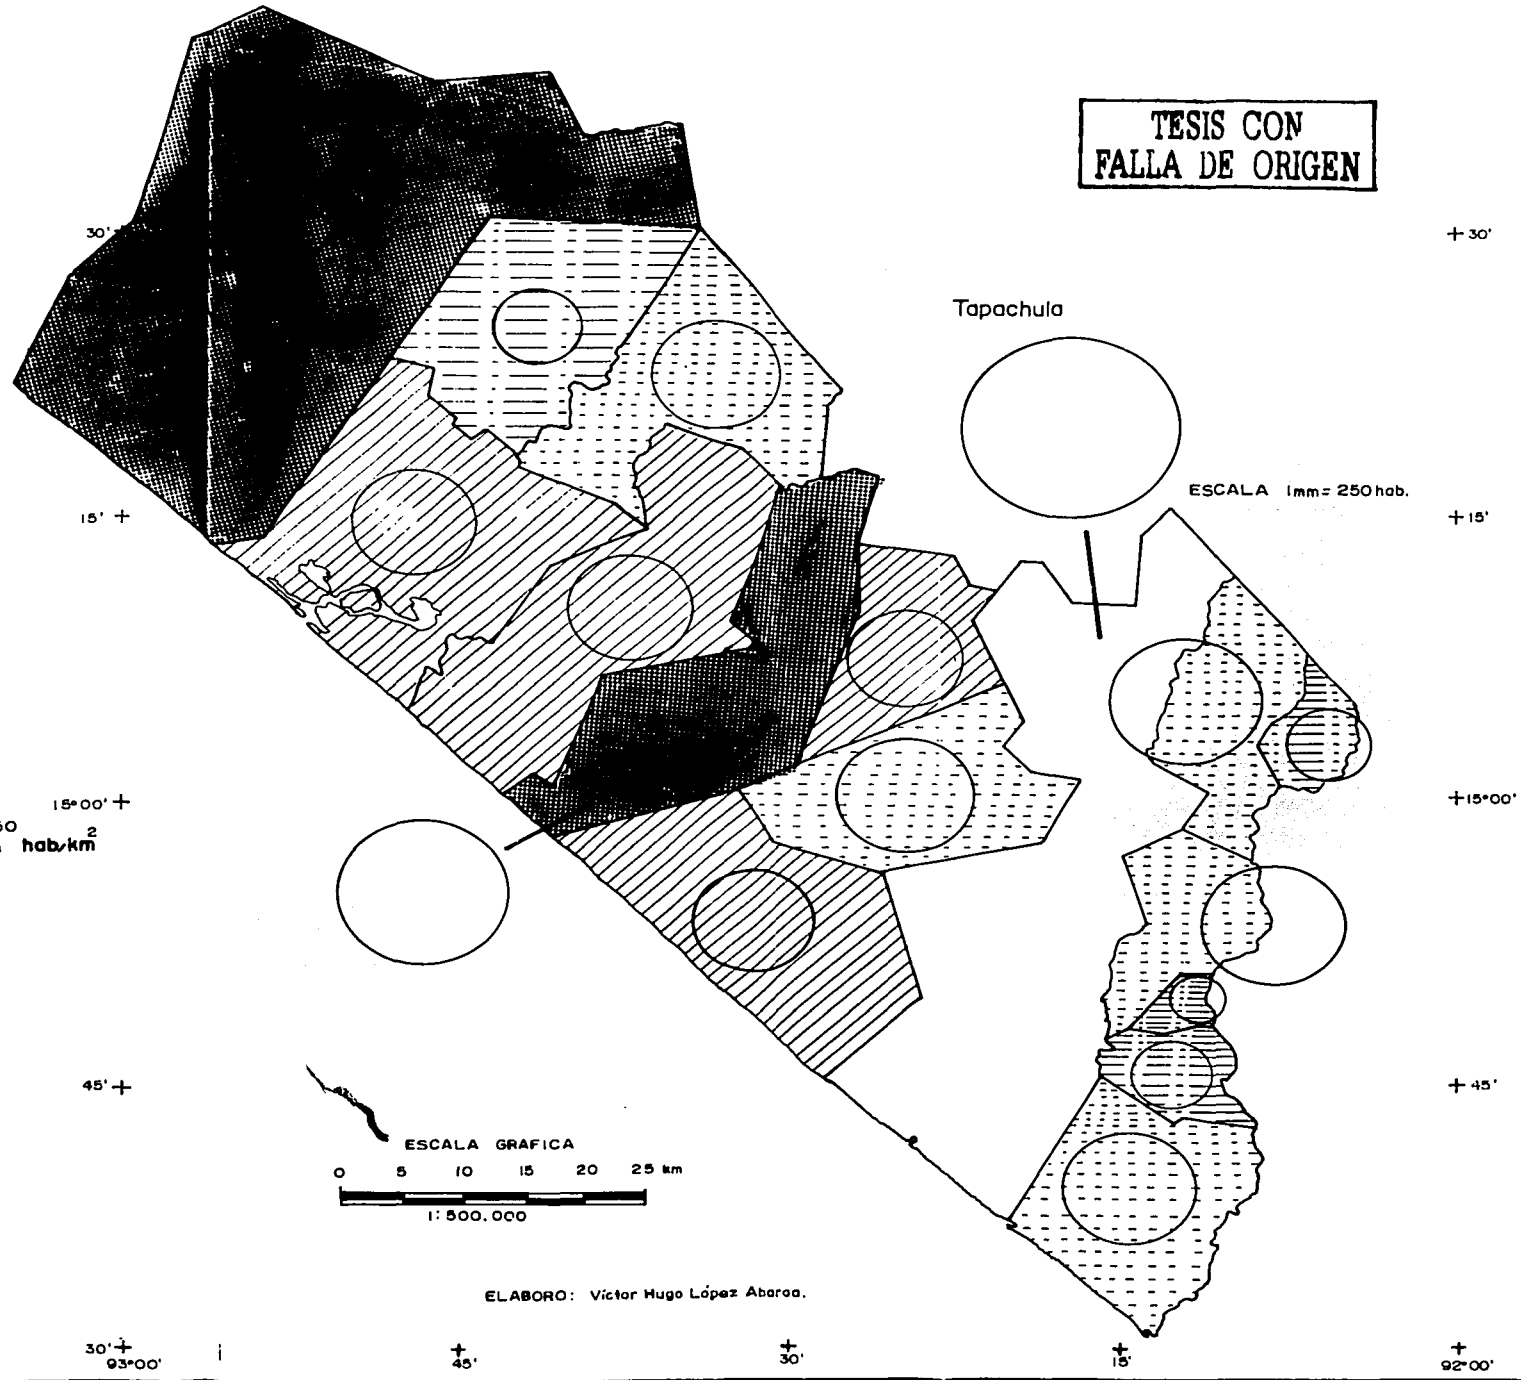 TESIS CON
FALLA DE ORIGEN
30'
30'
Tapachula
ESCALA 1mm= 250 hab.
15'
15'
15°00'
15°00'
hab/km²
45'
45'
ESCALA GRAFICA
0 5 10 15 20 25 km
1:500.000
ELABORO: Víctor Hugo López Abarca.
30'
93°00'
45'
30'
15'
92°00'